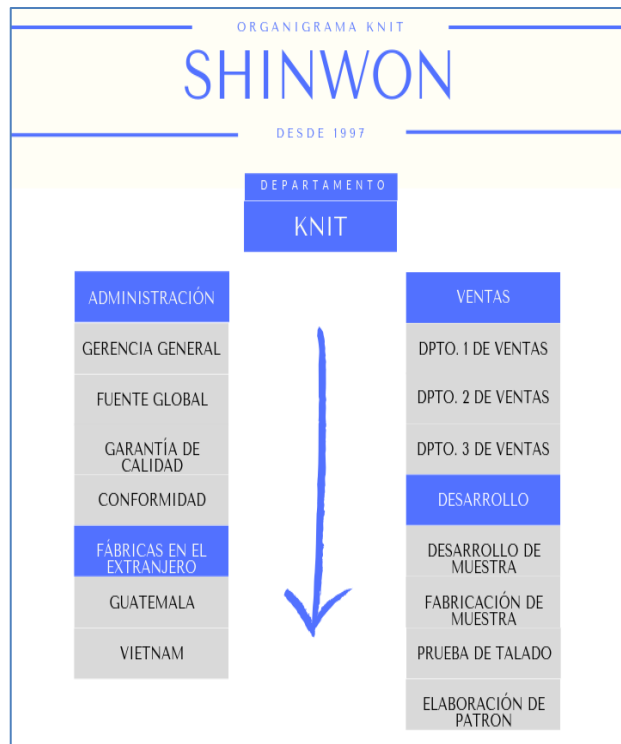 ORGANIGRAMA KNIT
SHINWON
DESDE 1997
DEPARTAMENTO
KNIT
ADMINISTRACIÓN
GERENCIA GENERAL
FUENTE GLOBAL
GARANTÍA DE
CALIDAD
CONFORMIDAD
FÁBRICAS EN EL
EXTRANJERO
GUATEMALA
VIETNAM
VENTAS
DPTO. 1 DE VENTAS
DPTO. 2 DE VENTAS
DPTO. 3 DE VENTAS
DESARROLLO
DESARROLLO DE
MUESTRA
FABRICACIÓN DE
MUESTRA
PRUEBA DE TALADO
ELABORACIÓN DE
PATRON